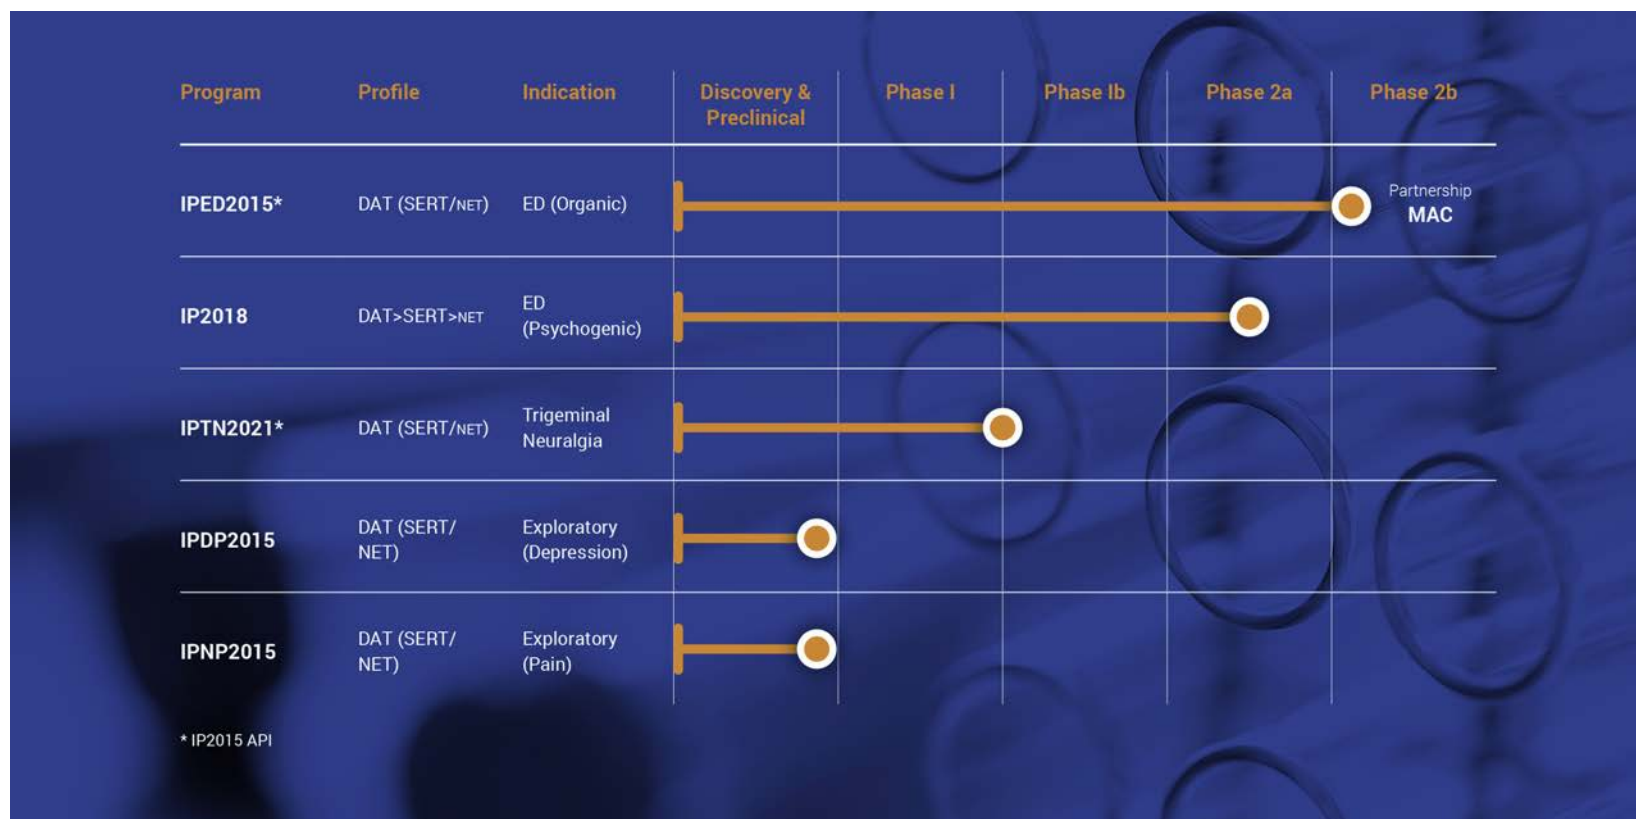 Program Profile Indication Discovery & Phase I Phase Ib Phase 2a Phase 2b
Preclinical
IPED2015* DAT (SERT/NET) ED (Organic) Partnership
MAC
IP2018 DAT>SERT>NET ED
(Psychogenic)
IPTN2021* DAT (SERT/NET) Trigeminal
Neuralgia
IPDP2015 DAT (SERT/
NET) Exploratory
(Depression)
IPNP2015 DAT (SERT/
NET) Exploratory
(Pain)
* IP2015 API